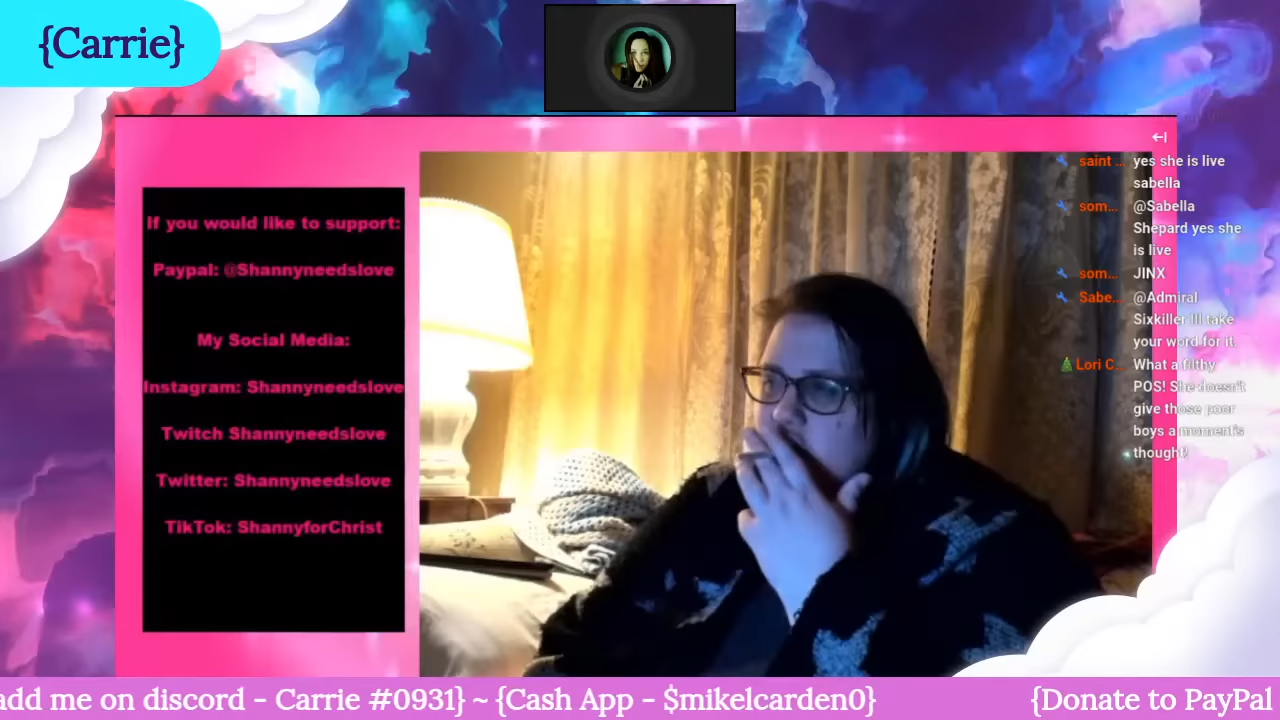 {Carrie}
If you would like to support:
Paypal: @Shannyneedslove
My Social Media:
Instagram: Shannyneedslove
Twitch Shannyneedslove
Twitter: Shannyneedslove
TikTok: ShannyforChrist
saint ... yes she is live
sabella
som... @Sabella
Shepard yes she
is live
som... JINX
Sabe... @Admiral
Sixkiller Ill take
your word for it.
Lori C... What a filthy
POS! She doesn't
give those poor
boys a moment's
thought!
add me on discord - Carrie #0931} ~ {Cash App - $mikelcarden0} {Donate to PayPal